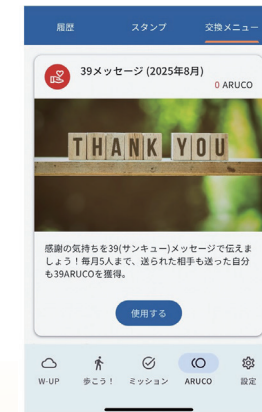 履歴 スタンプ 交換メニュー
39メッセージ (2025年8月)
0 ARUCO
THANK YOU
感謝の気持ちを39(サンキュー)メッセージで伝えま
しょう！毎月5人まで、送られた相手も送った自分
も39ARUCOを獲得。
使用する
W-UP 歩こう！ ミッション ARUCO 設定